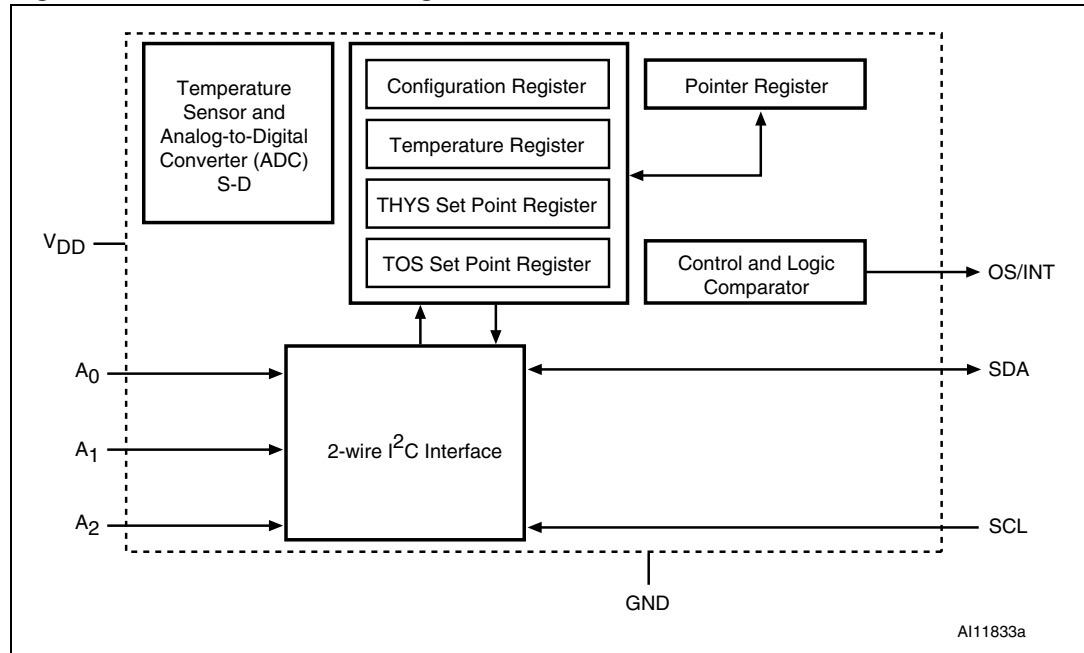 Temperature
Sensor and
Analog-to-Digital
Converter (ADC)
S-D
Configuration Register
Temperature Register
THYS Set Point Register
TOS Set Point Register
Pointer Register
Control and Logic
Comparator
VDD
OS/INT
A0
A1
A2
2-wire I2C Interface
SDA
SCL
GND
AI11833a